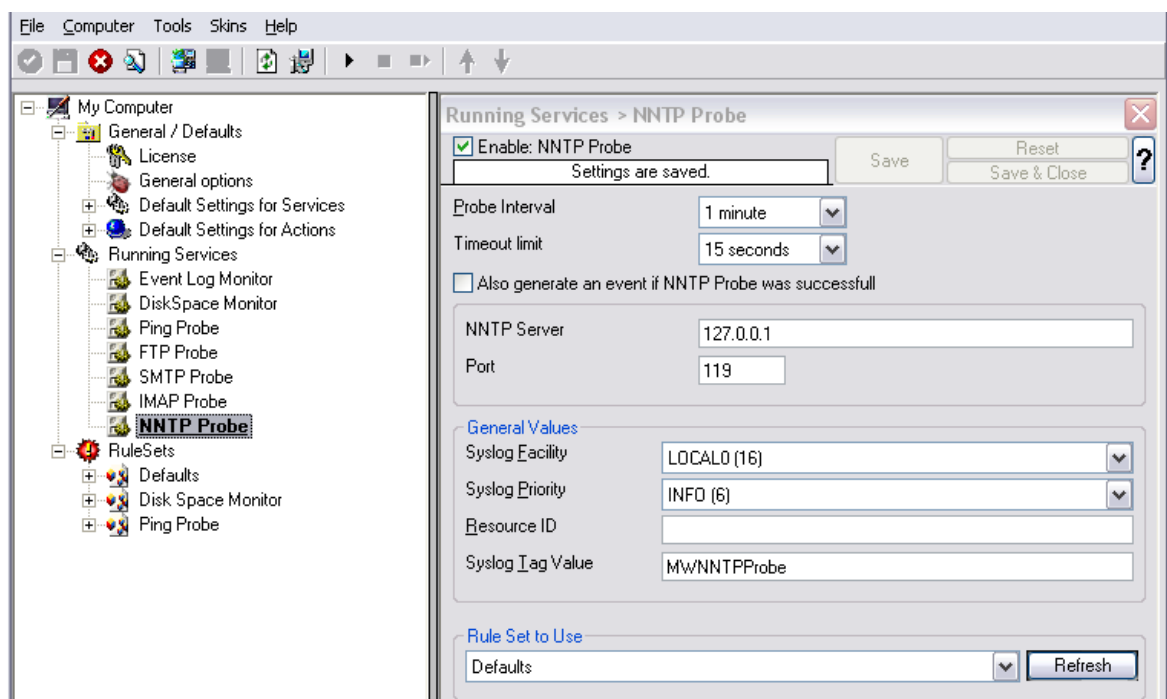 File Computer Tools Skins Help
My Computer
General / Defaults
License
General options
Default Settings for Services
Default Settings for Actions
Running Services
Event Log Monitor
DiskSpace Monitor
Ping Probe
FTP Probe
SMTP Probe
IMAP Probe
NNTP Probe
RuleSets
Defaults
Disk Space Monitor
Ping Probe
Running Services > NNTP Probe
Enable: NNTP Probe
Settings are saved.
Save
Reset
Save & Close
?
Probe Interval
1 minute
Timeout limit
15 seconds
Also generate an event if NNTP Probe was successfull
NNTP Server
127.0.0.1
Port
119
General Values
Syslog Facility
LOCAL0 (16)
Syslog Priority
INFO (6)
Resource ID
Syslog Tag Value
MWNNTPProbe
Rule Set to Use
Defaults
Refresh